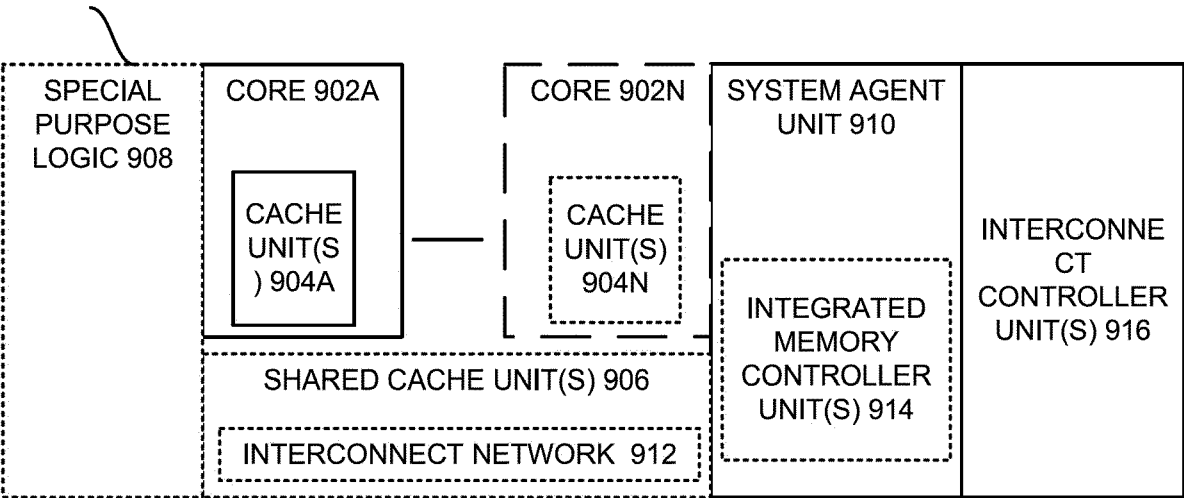 SPECIAL
PURPOSE
LOGIC 908
CORE 902A
CACHE
UNIT(S
) 904A
CORE 902N
CACHE
UNIT(S)
904N
SHARED CACHE UNIT(S) 906
INTERCONNECT NETWORK 912
SYSTEM AGENT
UNIT 910
INTEGRATED
MEMORY
CONTROLLER
UNIT(S) 914
INTERCONNE
CT
CONTROLLER
UNIT(S) 916